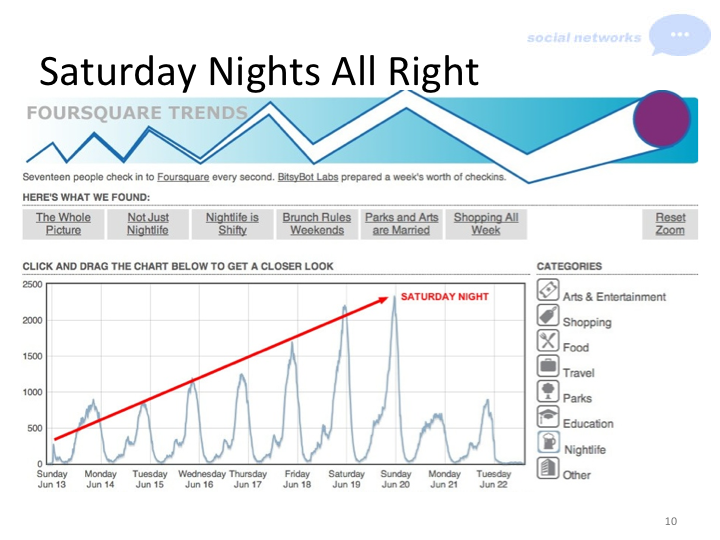 social networks
Saturday Nights All Right
FOURSQUARE TRENDS
Seventeen people check in to Foursquare every second. BitsyBot Labs prepared a week's worth of checkins.
HERE'S WHAT WE FOUND:
The Whole Picture
Not Just Nightlife
Nightlife is Shifty
Brunch Rules Weekends
Parks and Arts are Married
Shopping All Week
Reset Zoom
CLICK AND DRAG THE CHART BELOW TO GET A CLOSER LOOK
CATEGORIES
2500
2000
1500
1000
500
0
SATURDAY NIGHT
Sunday Jun 13
Monday Jun 14
Tuesday Jun 15
Wednesday Jun 16
Thursday Jun 17
Friday Jun 18
Saturday Jun 19
Sunday Jun 20
Monday Jun 21
Tuesday Jun 22
Arts & Entertainment
Shopping
Food
Travel
Parks
Education
Nightlife
Other
10